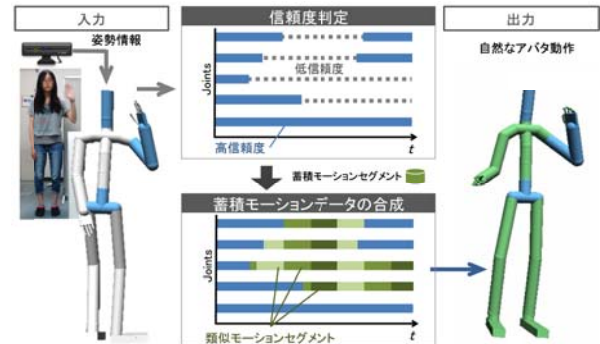 入力
姿勢情報
信頼度判定
Joints
低信頼度
高信頼度
t
蓄積モーションセグメント
蓄積モーションデータの合成
Joints
類似モーションセグメント
t
出力
自然なアバタ動作